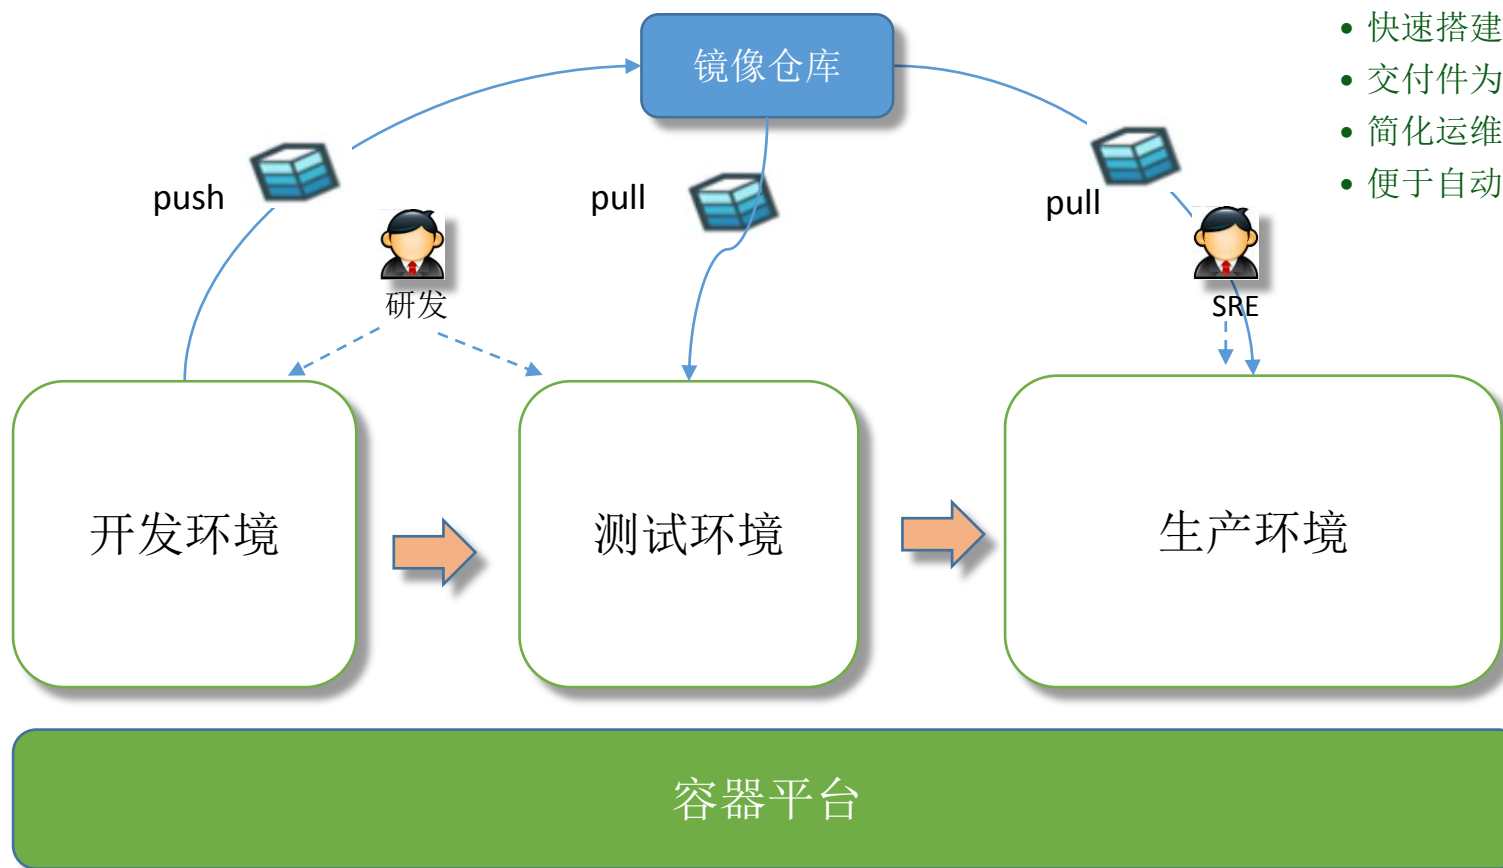 镜像仓库
• 快速搭建
• 交付件为
• 简化运维
• 便于自动
push
pull
pull
研发
SRE
开发环境
测试环境
生产环境
容器平台